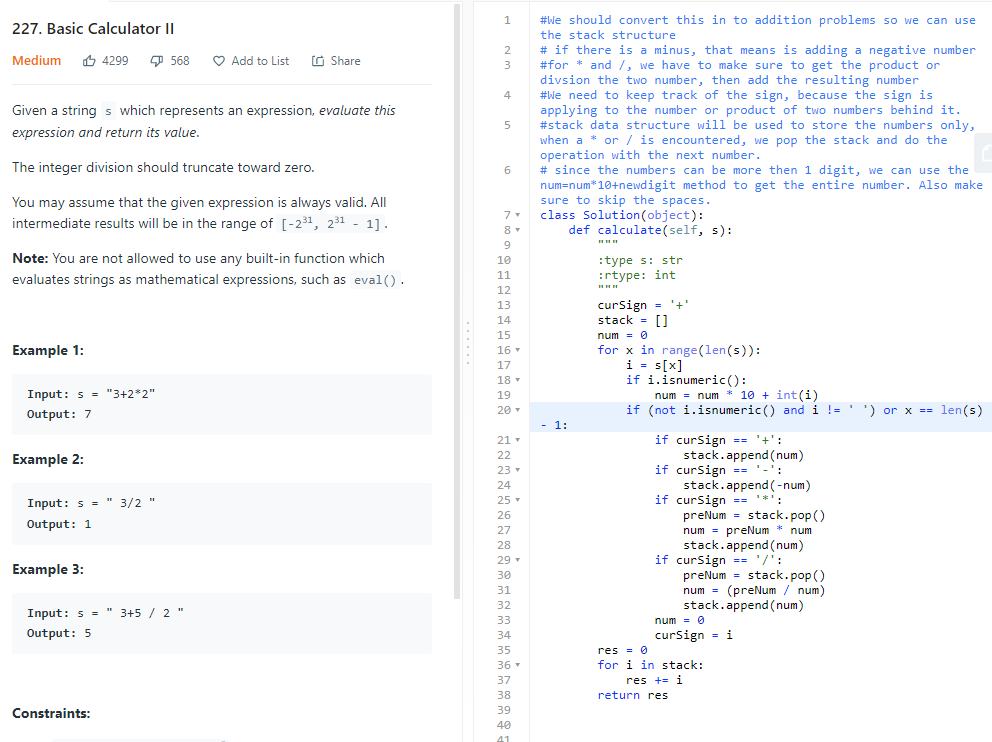 227. Basic Calculator II
Medium 4299 568 Add to List Share
Given a string s which represents an expression, evaluate this
expression and return its value.
The integer division should truncate toward zero.
You may assume that the given expression is always valid. All
intermediate results will be in the range of [-2³¹, 2³¹ - 1].
Note: You are not allowed to use any built-in function which
evaluates strings as mathematical expressions, such as eval().
Example 1:
Input: s = "3+2*2"
Output: 7
Example 2:
Input: s = " 3/2 "
Output: 1
Example 3:
Input: s = " 3+5 / 2 "
Output: 5
Constraints:
1 #We should convert this in to addition problems so we can use
the stack structure
2 # if there is a minus, that means is adding a negative number
3 #for * and /, we have to make sure to get the product or
divsion the two number, then add the resulting number
4 #We need to keep track of the sign, because the sign is
applying to the number or product of two numbers behind it.
5 #stack data structure will be used to store the numbers only,
when a * or / is encountered, we pop the stack and do the
operation with the next number.
6 # since the numbers can be more then 1 digit, we can use the
num=num*10+newdigit method to get the entire number. Also make
sure to skip the spaces.
7 class Solution(object):
8 def calculate(self, s):
9 """
10 :type s: str
11 :rtype: int
12 """
13 curSign = '+'
14 stack = []
15 num = 0
16 for x in range(len(s)):
17 i = s[x]
18 if i.isnumeric():
19 num = num * 10 + int(i)
20 if (not i.isnumeric() and i != ' ') or x == len(s)
- 1:
21 if curSign == '+':
22 stack.append(num)
23 if curSign == '-':
24 stack.append(-num)
25 if curSign == '*':
26 preNum = stack.pop()
27 num = preNum * num
28 stack.append(num)
29 if curSign == '/':
30 preNum = stack.pop()
31 num = (preNum / num)
32 stack.append(num)
33 num = 0
34 curSign = i
35 res = 0
36 for i in stack:
37 res += i
38 return res
39
40
41